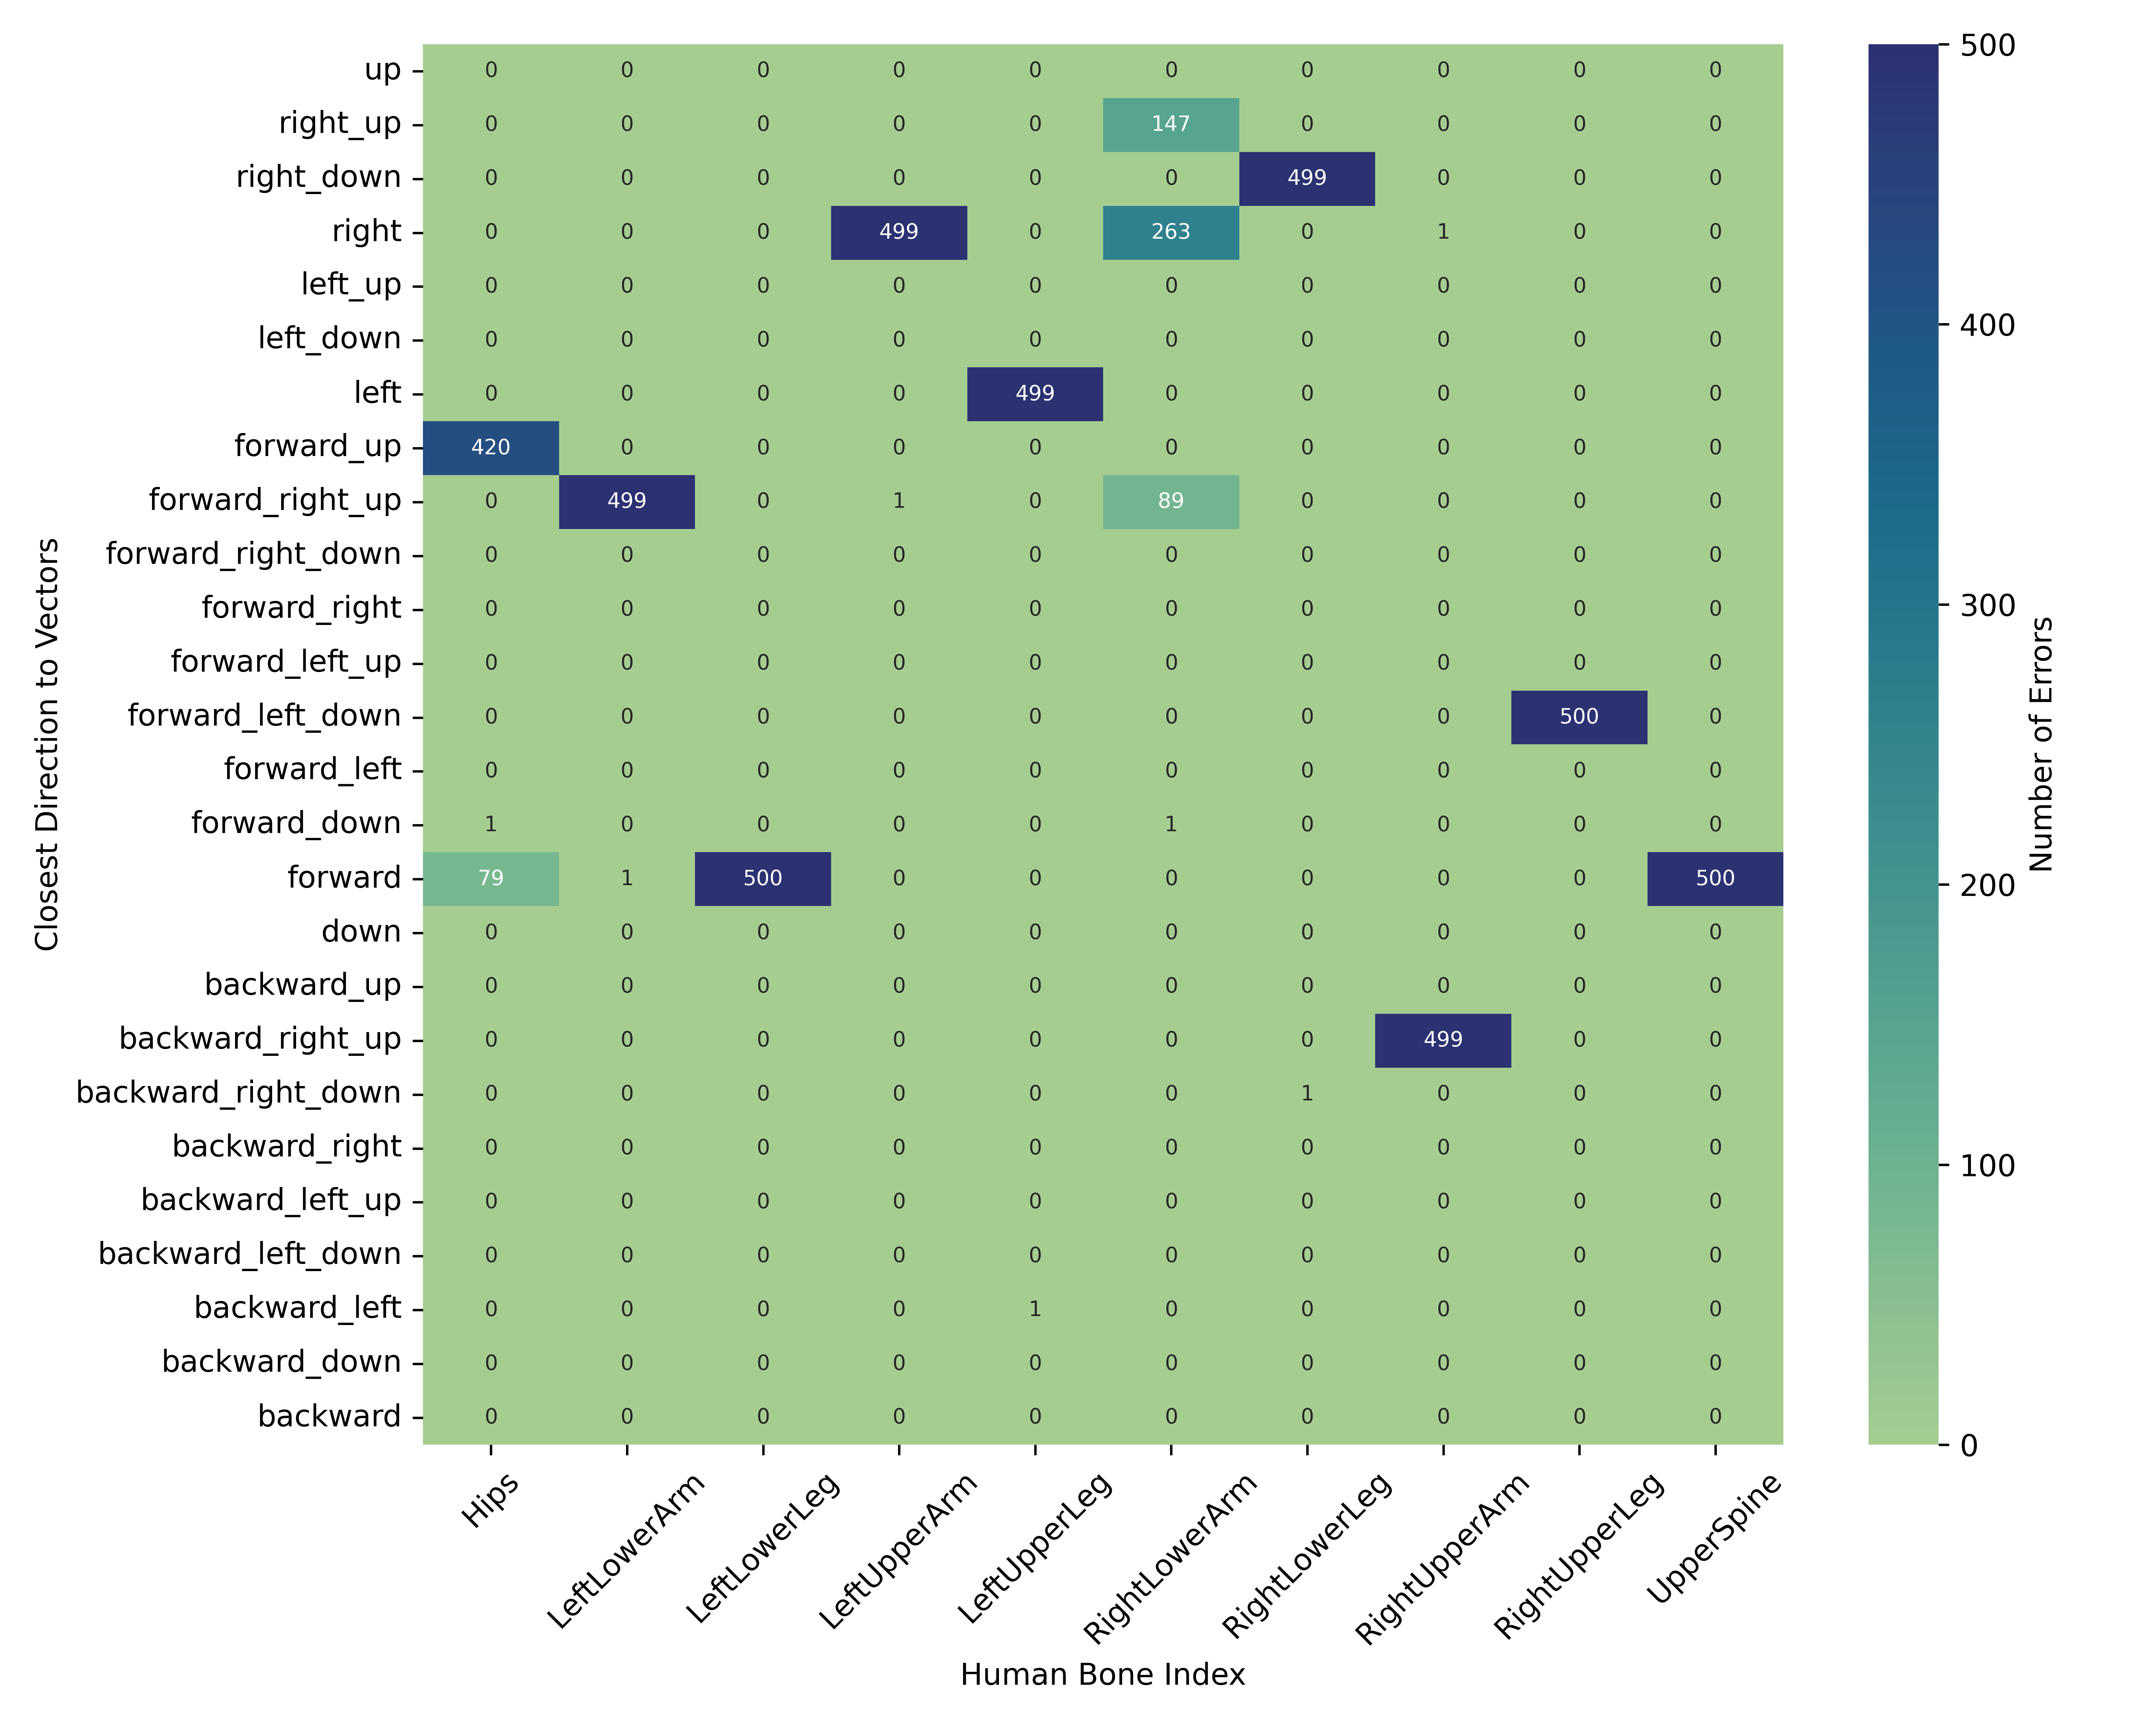 up 0 0 0 0 0 0 0 0 0 0
right_up 0 0 0 0 0 147 0 0 0 0
right_down 0 0 0 0 0 0 499 0 0 0
right 0 0 0 499 0 263 0 1 0 0
left_up 0 0 0 0 0 0 0 0 0 0
left_down 0 0 0 0 0 0 0 0 0 0
left 0 0 0 0 499 0 0 0 0 0
forward_up 420 0 0 0 0 0 0 0 0 0
forward_right_up 0 499 0 1 0 89 0 0 0 0
forward_right_down 0 0 0 0 0 0 0 0 0 0
forward_right 0 0 0 0 0 0 0 0 0 0
forward_left_up 0 0 0 0 0 0 0 0 0 0
forward_left_down 0 0 0 0 0 0 0 0 500 0
forward_left 0 0 0 0 0 0 0 0 0 0
forward_down 1 0 0 0 0 1 0 0 0 0
forward 79 1 500 0 0 0 0 0 0 500
down 0 0 0 0 0 0 0 0 0 0
backward_up 0 0 0 0 0 0 0 0 0 0
backward_right_up 0 0 0 0 0 0 0 499 0 0
backward_right_down 0 0 0 0 0 0 1 0 0 0
backward_right 0 0 0 0 0 0 0 0 0 0
backward_left_up 0 0 0 0 0 0 0 0 0 0
backward_left_down 0 0 0 0 0 0 0 0 0 0
backward_left 0 0 0 0 1 0 0 0 0 0
backward_down 0 0 0 0 0 0 0 0 0 0
backward 0 0 0 0 0 0 0 0 0 0
Closest Direction to Vectors
Hips LeftLowerArm LeftLowerLeg LeftUpperArm LeftUpperLeg RightLowerArm RightLowerLeg RightUpperArm RightUpperLeg UpperSpine
Human Bone Index
500
400
300
200
100
0
Number of Errors